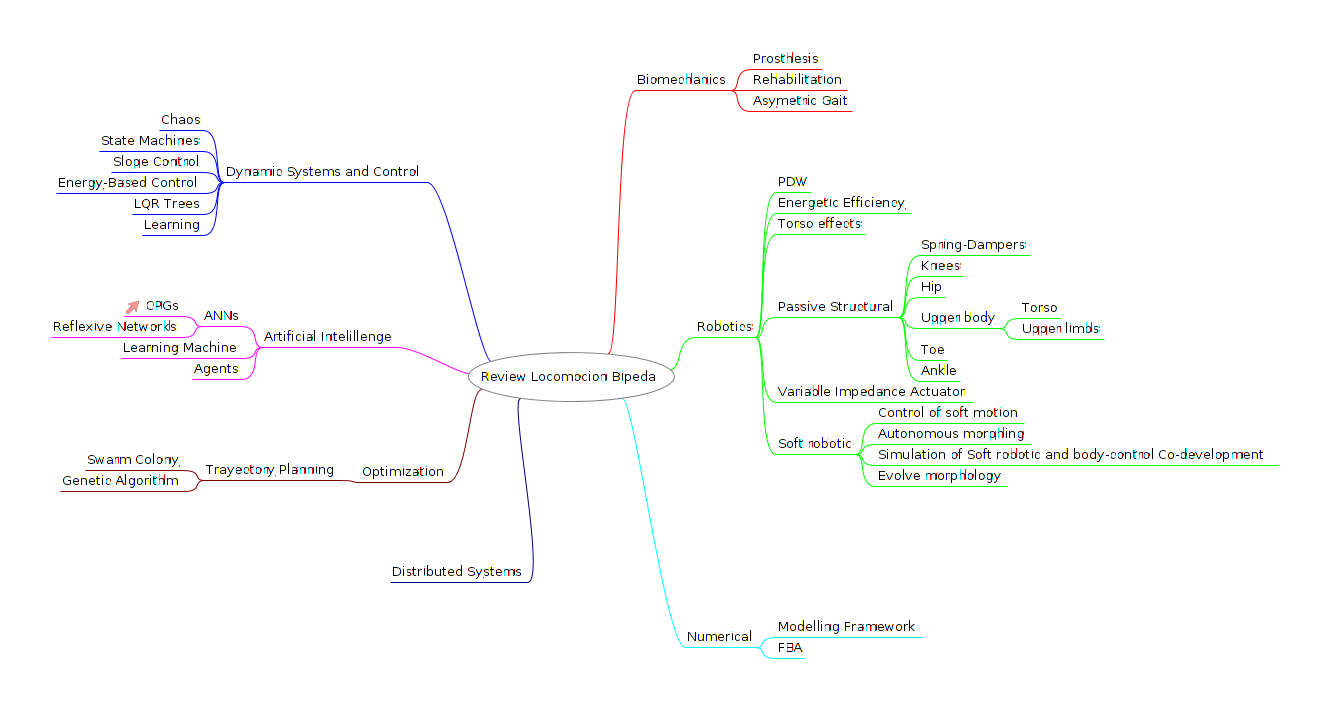 Review Locomocion Bipeda
Biomechanics
Prosthesis
Rehabilitation
Asymetric Gait
Robotics
PDW
Energetic Efficiency
Torso effects
Passive Structural
Spring-Dampers
Knees
Hip
Upper body
Torso
Upper limbs
Toe
Ankle
Variable Impedance Actuator
Soft robotic
Control of soft motion
Autonomous morphling
Simulation of Soft robotic and body-control Co-development
Evolve morphology
Numerical
Modelling Framework
FEA
Dynamic Systems and Control
Chaos
State Machines
Slope Control
Energy-Based Control
LQR Trees
Learning
Artificial Intelillenge
ANNs
CPGs
Reflexive Networks
Learning Machine
Agents
Optimization
Trayectory Planning
Swarm Colony
Genetic Algorithm
Distributed Systems